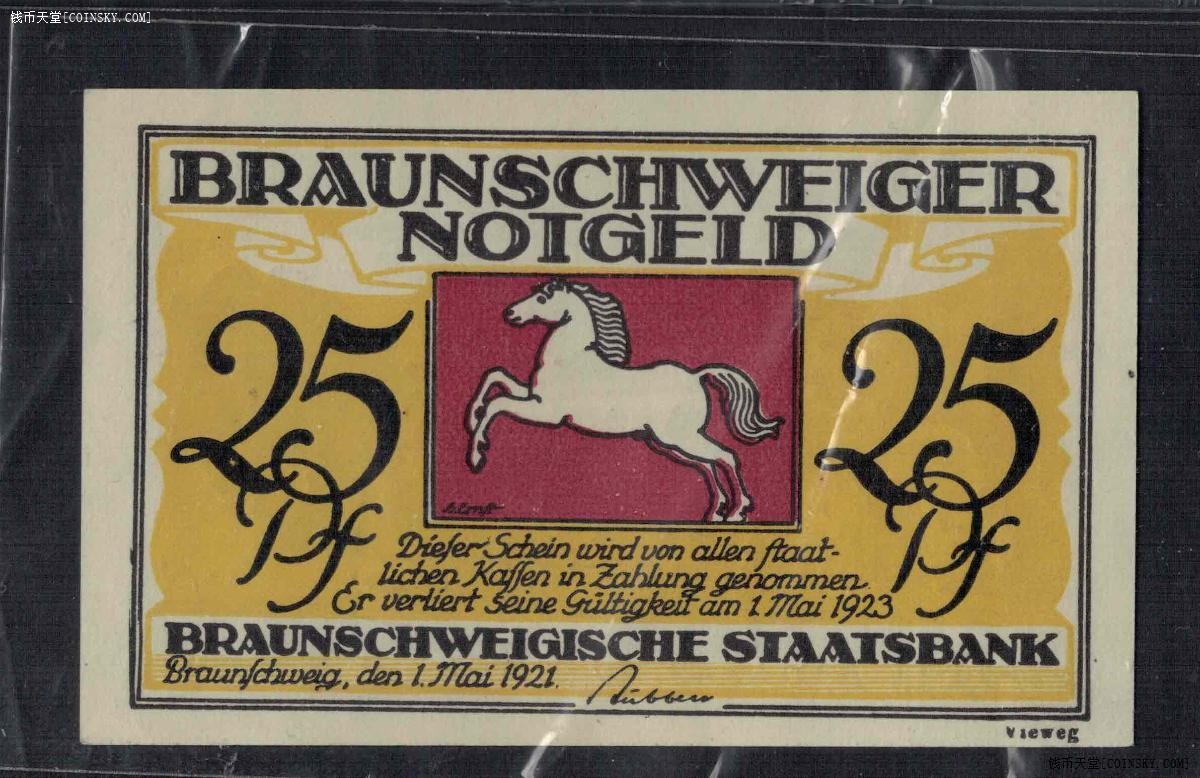 钱币天堂[COINSKY.COM]
BRAUNSCHWEIGER
NOTGELD
25 25
Pf Pf
A.Ernst
Dieſer Schein wird von allen ſtaat-
lichen Kaſſen in Zahlung genommen.
Er verliert seine Gültigkeit am 1. Mai 1923
BRAUNSCHWEIGISCHE STAATSBANK
Braunſchweig, den 1. Mai 1921.
Stübben
Vieweg
钱币天堂[COINSKY.COM]